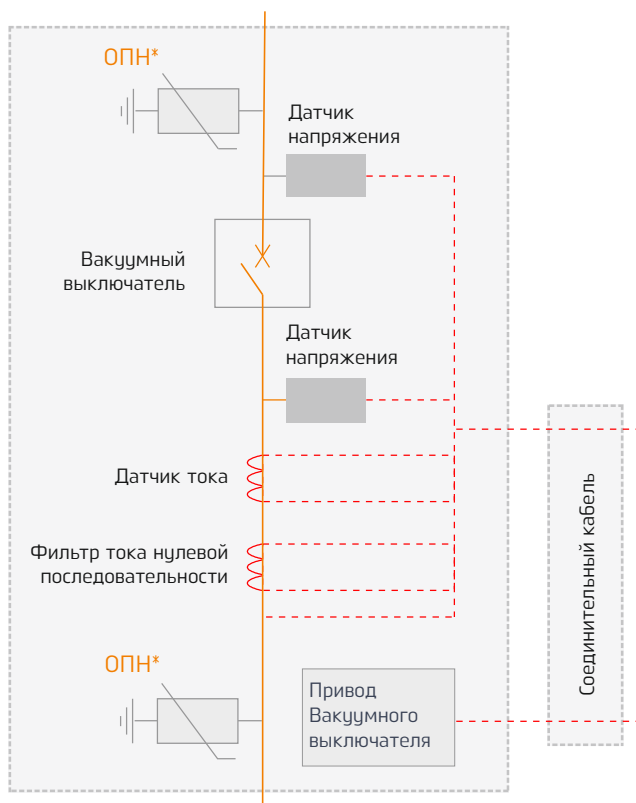 ОПН*
Датчик
напряжения
Вакуумный
выключатель
Датчик
напряжения
Датчик тока
Фильтр тока нулевой
последовательности
ОПН*
Привод
Вакуумного
выключателя
Соединительный кабель